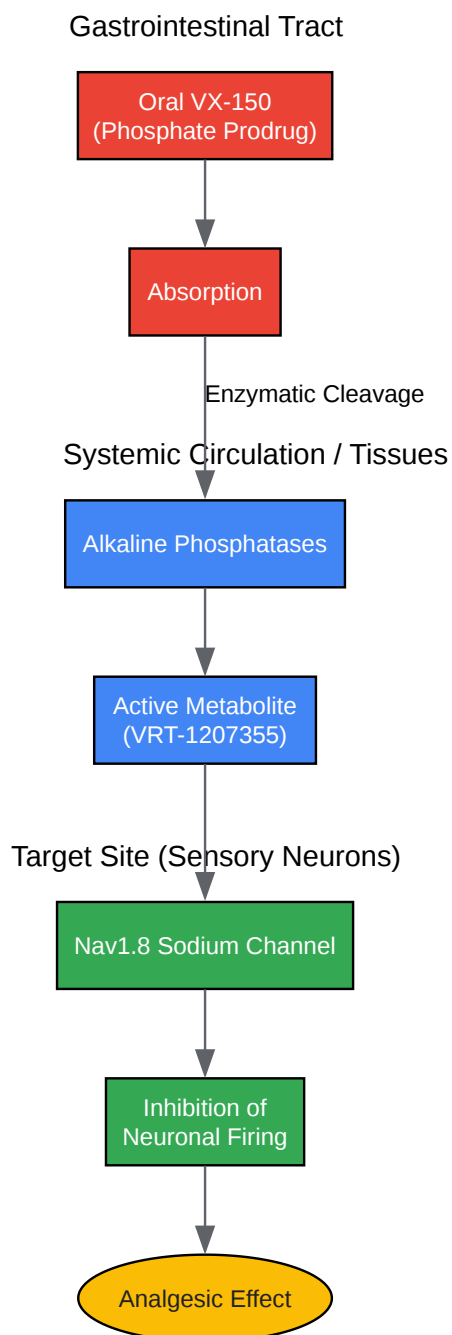 Gastrointestinal Tract
Oral VX-150
(Phosphate Prodrug)
Absorption
Enzymatic Cleavage
Systemic Circulation / Tissues
Alkaline Phosphatases
Active Metabolite
(VRT-1207355)
Target Site (Sensory Neurons)
Nav1.8 Sodium Channel
Inhibition of
Neuronal Firing
Analgesic Effect